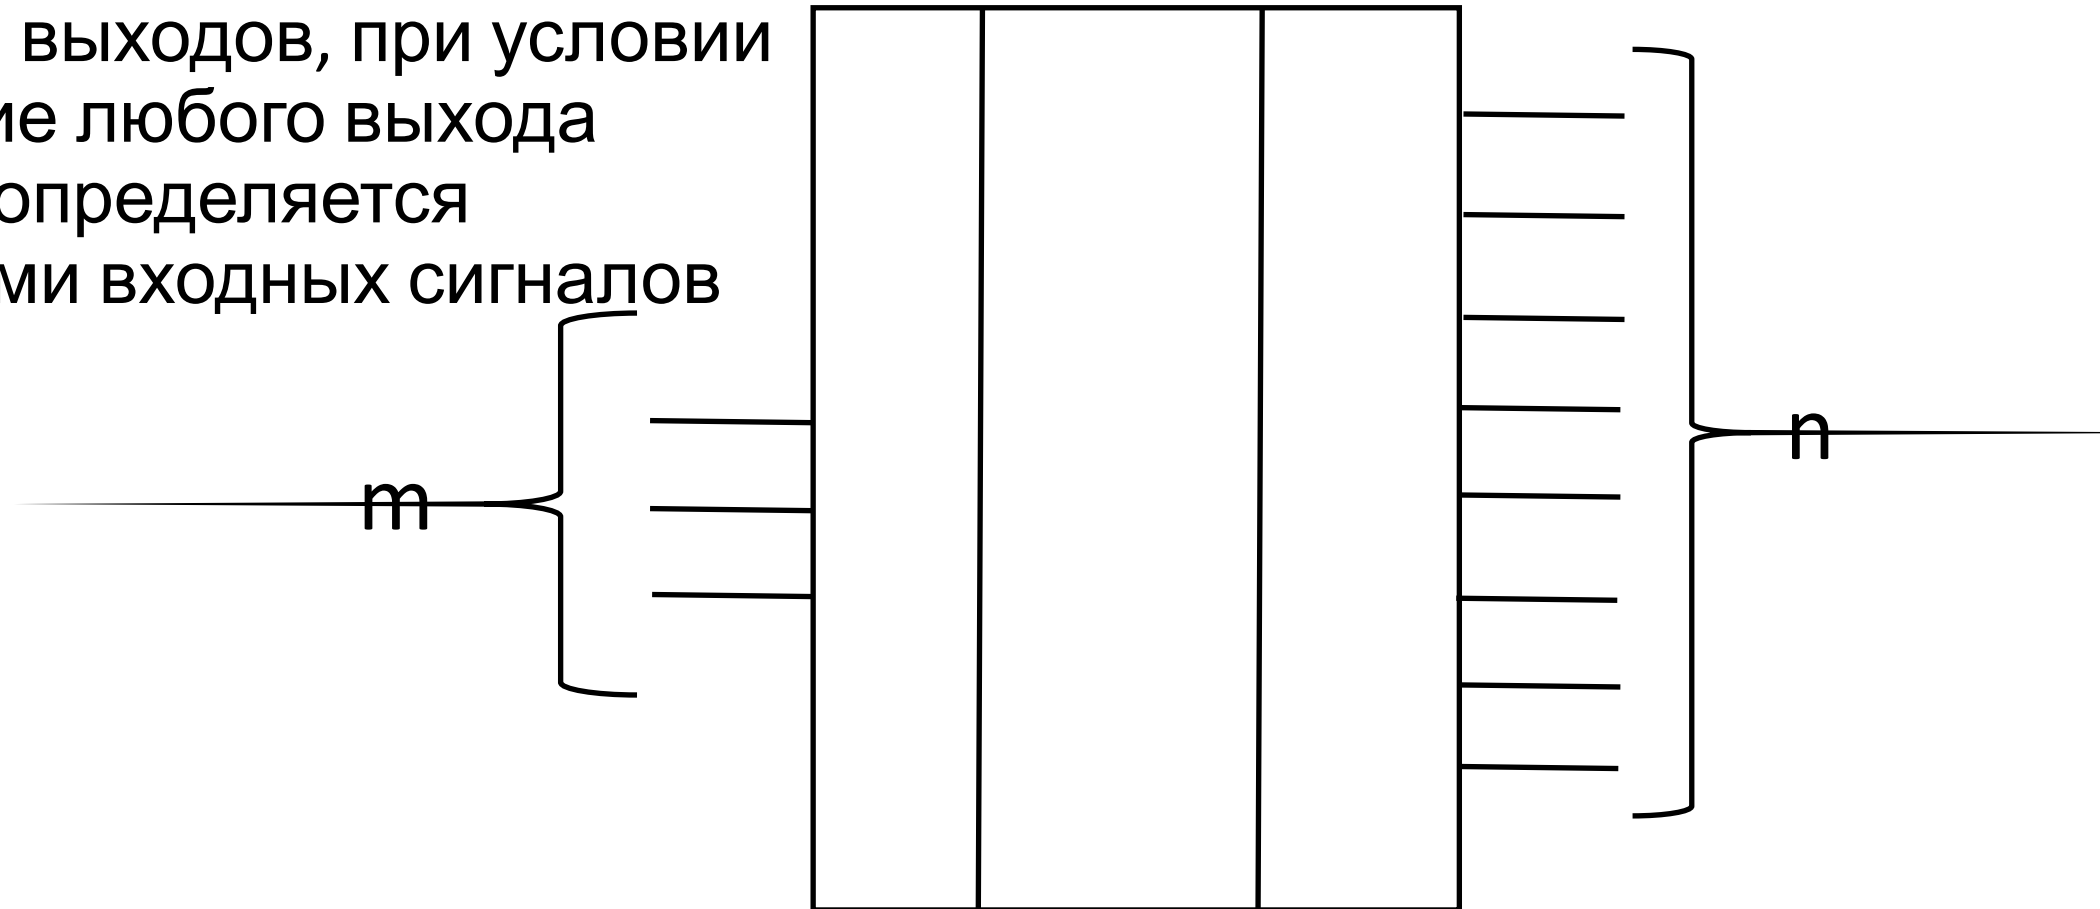 выходов, при условии
ие любого выхода
определяется
ми входных сигналов
m
n